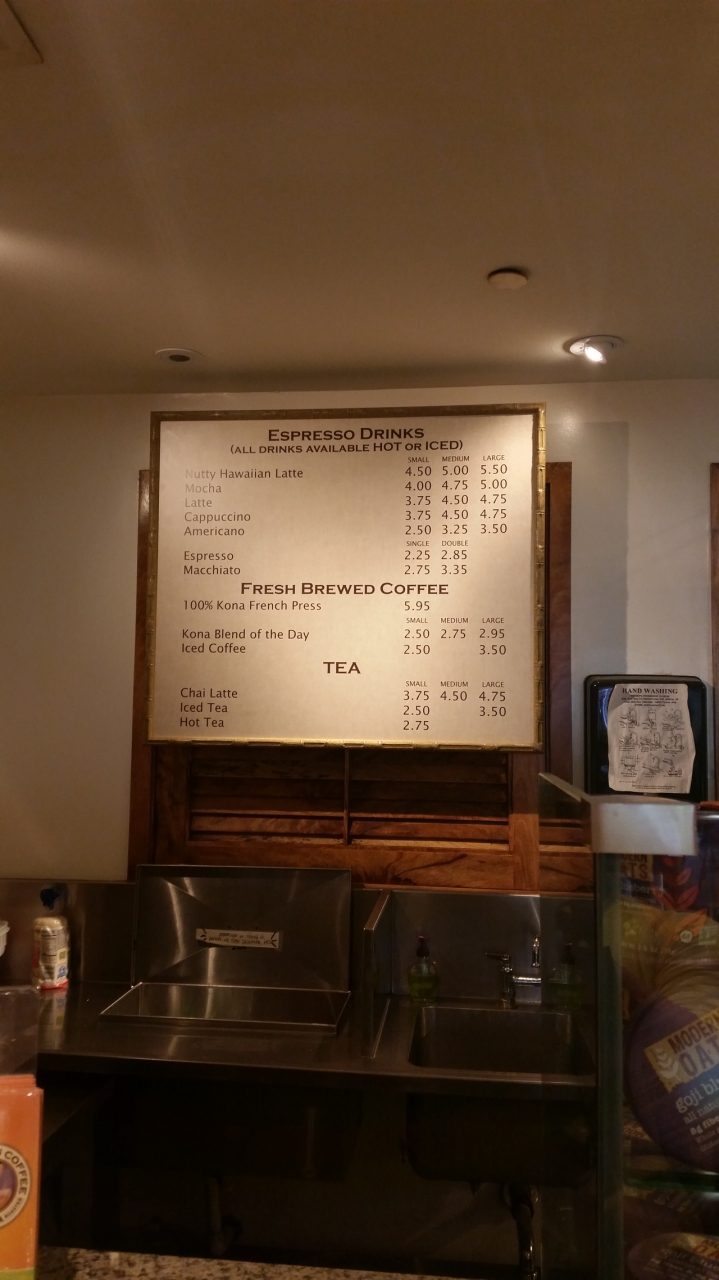 ESPRESSO DRINKS
(ALL DRINKS AVAILABLE HOT OR ICED)
SMALL MEDIUM LARGE
Nutty Hawaiian Latte 4.50 5.00 5.50
Mocha 4.00 4.75 5.00
Latte 3.75 4.50 4.75
Cappuccino 3.75 4.50 4.75
Americano 2.50 3.25 3.50
SINGLE DOUBLE
Espresso 2.25 2.85
Macchiato 2.75 3.35
FRESH BREWED COFFEE
100% Kona French Press 5.95
SMALL MEDIUM LARGE
Kona Blend of the Day 2.50 2.75 2.95
Iced Coffee 2.50 3.50
TEA
SMALL MEDIUM LARGE
Chai Latte 3.75 4.50 4.75
Iced Tea 2.50 3.50
Hot Tea 2.75
HAND WASHING
MODERN
OATS
goji
COFFEE